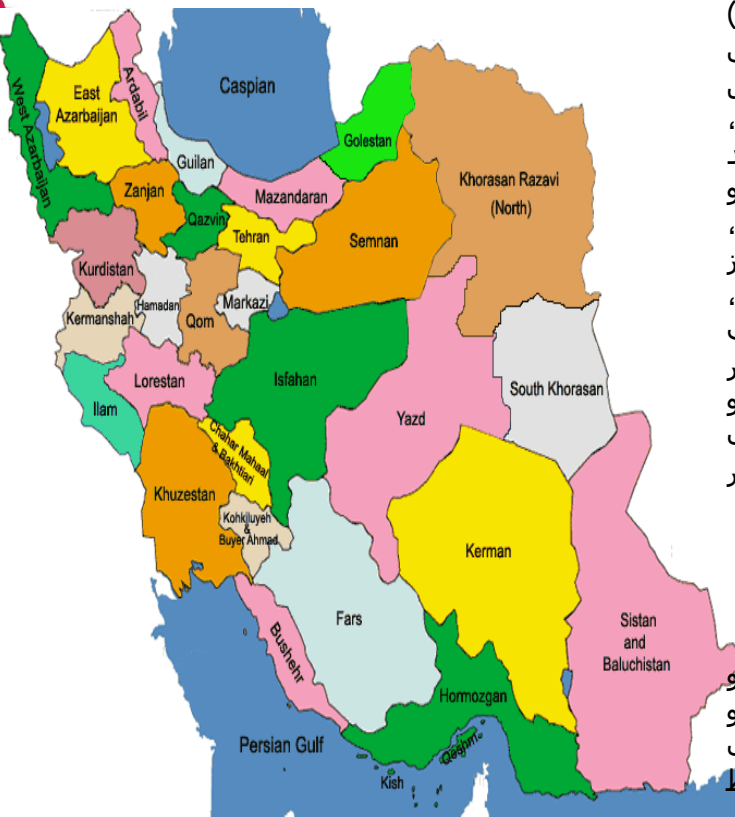 Caspian
West Azarbaijan
East
Azarbaijan
Ardabil
Guilan
Golestan
Khorasan Razavi
(North)
Zanjan
Mazandaran
Qazvin
Tehran
Semnan
Kurdistan
Hamadan
Markazi
Kermanshah
Qom
Lorestan
Isfahan
South Khorasan
Ilam
Yazd
Chahar Mahaal
& Bakhtiari
Khuzestan
Kohkiluyeh
&
Buyer Ahmad
Kerman
Fars
Sistan
and
Baluchistan
Bushehr
Hormozgan
Persian Gulf
Qeshm
Kish